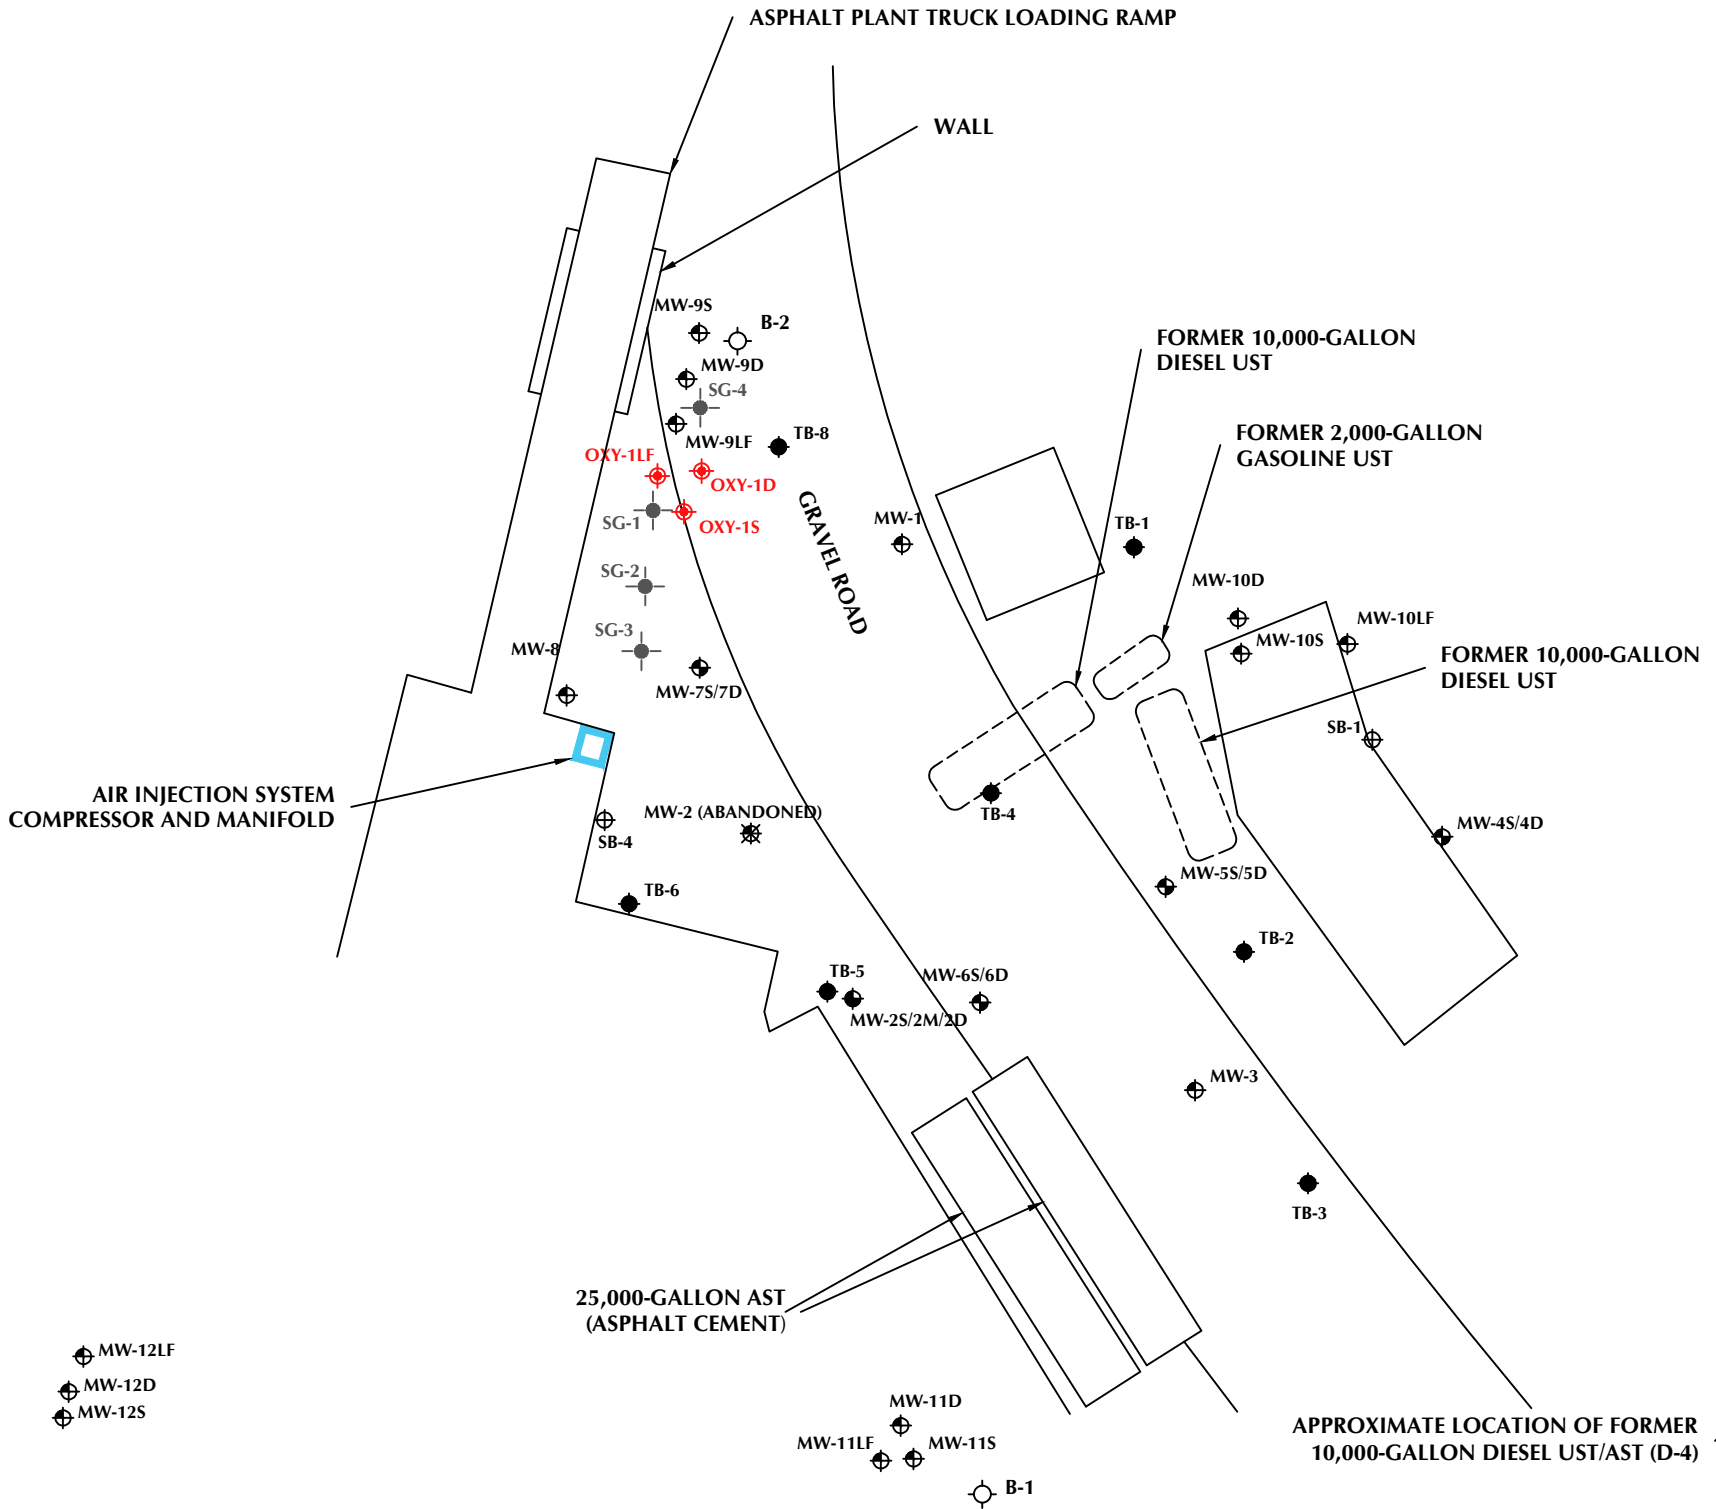 ASPHALT PLANT TRUCK LOADING RAMP
WALL
MW-9S
B-2
FORMER 10,000-GALLON
DIESEL UST
MW-9D
SG-4
MW-9LF
TB-8
FORMER 2,000-GALLON
GASOLINE UST
OXY-1LF
OXY-1D
SG-1
OXY-1S
GRAVEL ROAD
MW-1
TB-1
SG-2
MW-10D
MW-10S
MW-10LF
SG-3
MW-8
MW-7S/7D
FORMER 10,000-GALLON
DIESEL UST
SB-1
AIR INJECTION SYSTEM
COMPRESSOR AND MANIFOLD
MW-2 (ABANDONED)
SB-4
TB-4
MW-4S/4D
MW-5S/5D
TB-6
TB-2
TB-5
MW-6S/6D
MW-2S/2M/2D
MW-3
TB-3
25,000-GALLON AST
(ASPHALT CEMENT)
MW-12LF
MW-12D
MW-12S
MW-11D
MW-11LF
MW-11S
B-1
APPROXIMATE LOCATION OF FORMER
10,000-GALLON DIESEL UST/AST (D-4)